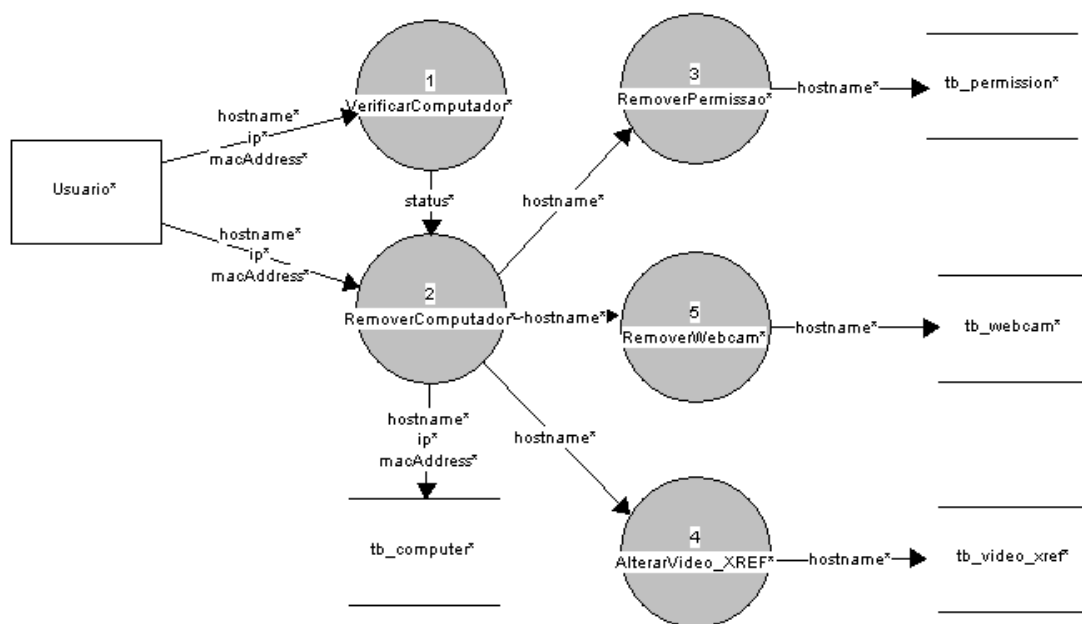 Usuario*
hostname*
ip*
macAddress*
hostname*
ip*
macAddress*
1
VerificarComputador*
status*
2
RemoverComputador*
hostname*
ip*
macAddress*
tb_computer*
hostname*
3
RemoverPermissao*
hostname*
tb_permission*
hostname*
5
RemoverWebcam*
hostname*
tb_webcam*
hostname*
4
AlterarVideo_XREF*
hostname*
tb_video_xref*